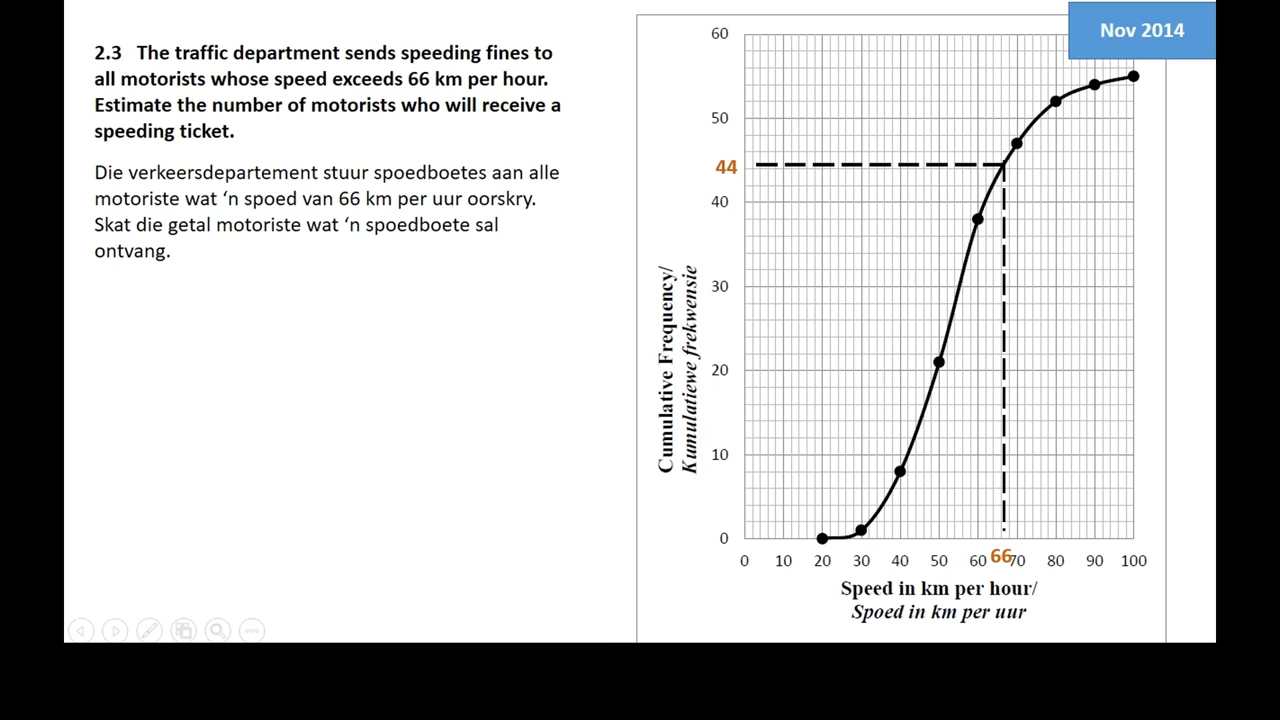 Nov 2014
2.3 The traffic department sends speeding fines to
all motorists whose speed exceeds 66 km per hour.
Estimate the number of motorists who will receive a
speeding ticket.
Die verkeersdepartement stuur spoedboetes aan alle
motoriste wat ‘n spoed van 66 km per uur oorskry.
Skat die getal motoriste wat ‘n spoedboete sal
ontvang.
Cumulative Frequency/
Kumulatiewe frekwensie
60
50
44
40
30
20
10
0
0 10 20 30 40 50 60 66 70 80 90 100
Speed in km per hour/
Spoed in km per uur